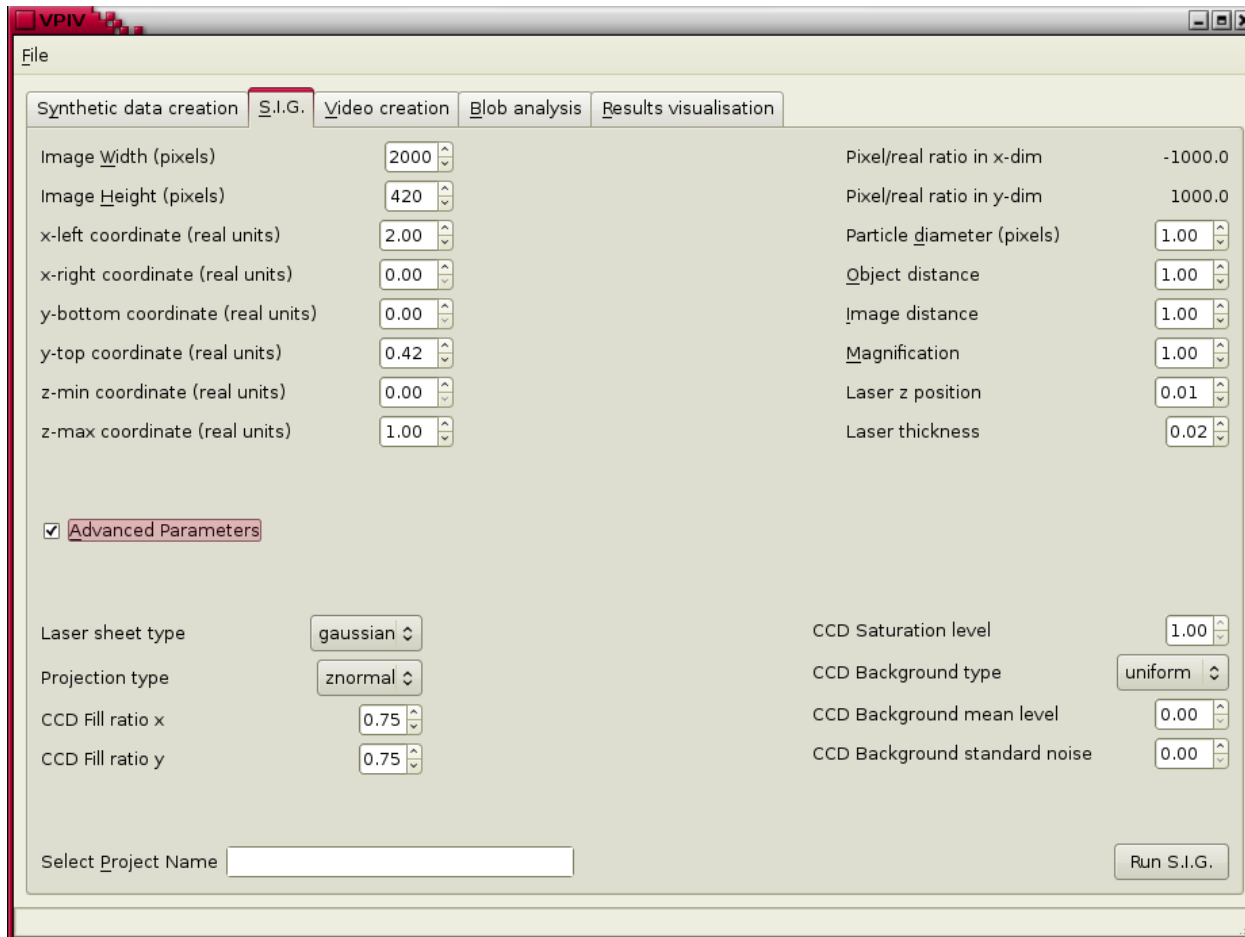 VPIV
File
Synthetic data creation S.I.G. Video creation Blob analysis Results visualisation
Image Width (pixels) 2000 Pixel/real ratio in x-dim -1000.0
Image Height (pixels) 420 Pixel/real ratio in y-dim 1000.0
x-left coordinate (real units) 2.00 Particle diameter (pixels) 1.00
x-right coordinate (real units) 0.00 Object distance 1.00
y-bottom coordinate (real units) 0.00 Image distance 1.00
y-top coordinate (real units) 0.42 Magnification 1.00
z-min coordinate (real units) 0.00 Laser z position 0.01
z-max coordinate (real units) 1.00 Laser thickness 0.02
Advanced Parameters
Laser sheet type gaussian CCD Saturation level 1.00
Projection type znormal CCD Background type uniform
CCD Fill ratio x 0.75 CCD Background mean level 0.00
CCD Fill ratio y 0.75 CCD Background standard noise 0.00
Select Project Name Run S.I.G.